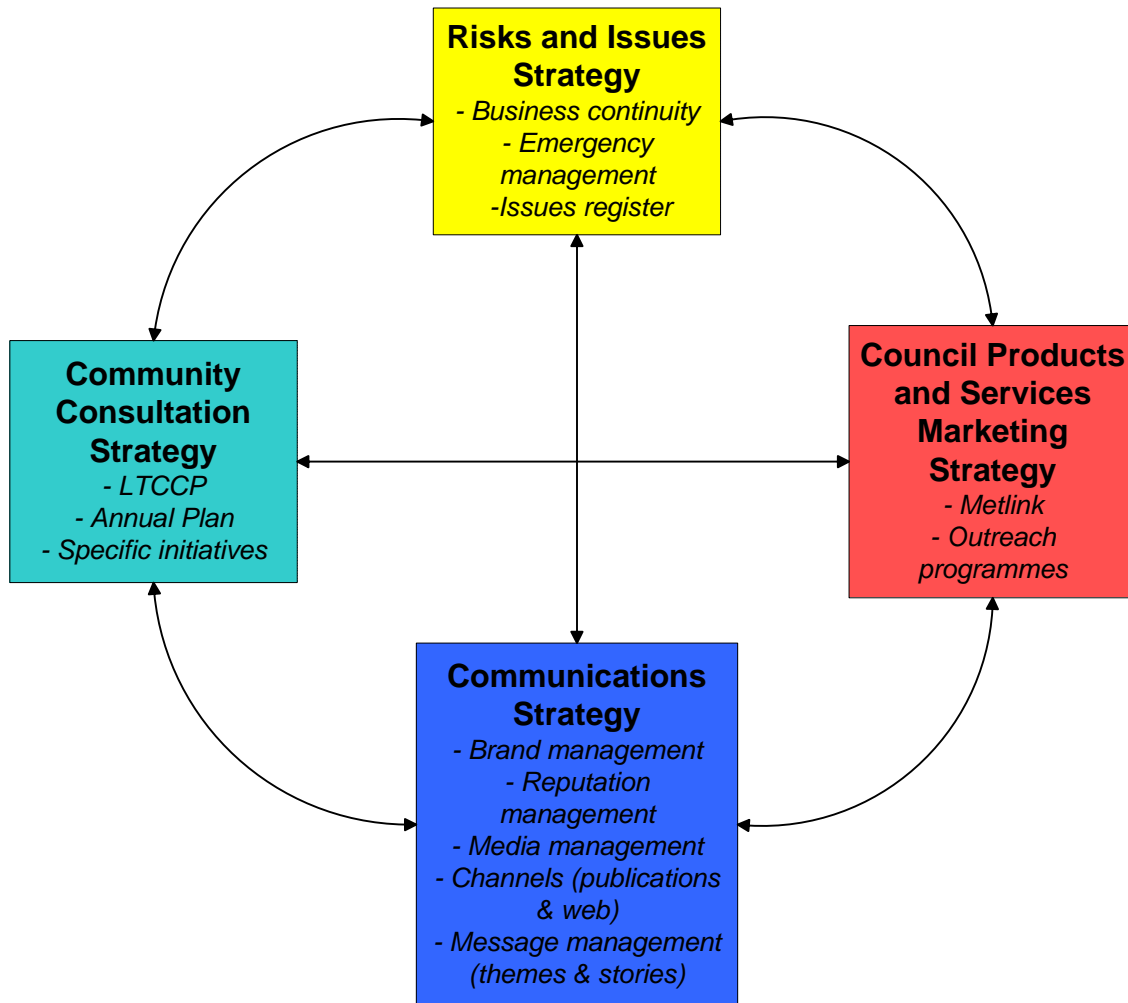 Risks and Issues
Strategy
- Business continuity
- Emergency
management
-Issues register
Community
Consultation
Strategy
- LTCCP
- Annual Plan
- Specific initiatives
Council Products
and Services
Marketing
Strategy
- Metlink
- Outreach
programmes
Communications
Strategy
- Brand management
- Reputation
management
- Media management
- Channels (publications
& web)
- Message management
(themes & stories)